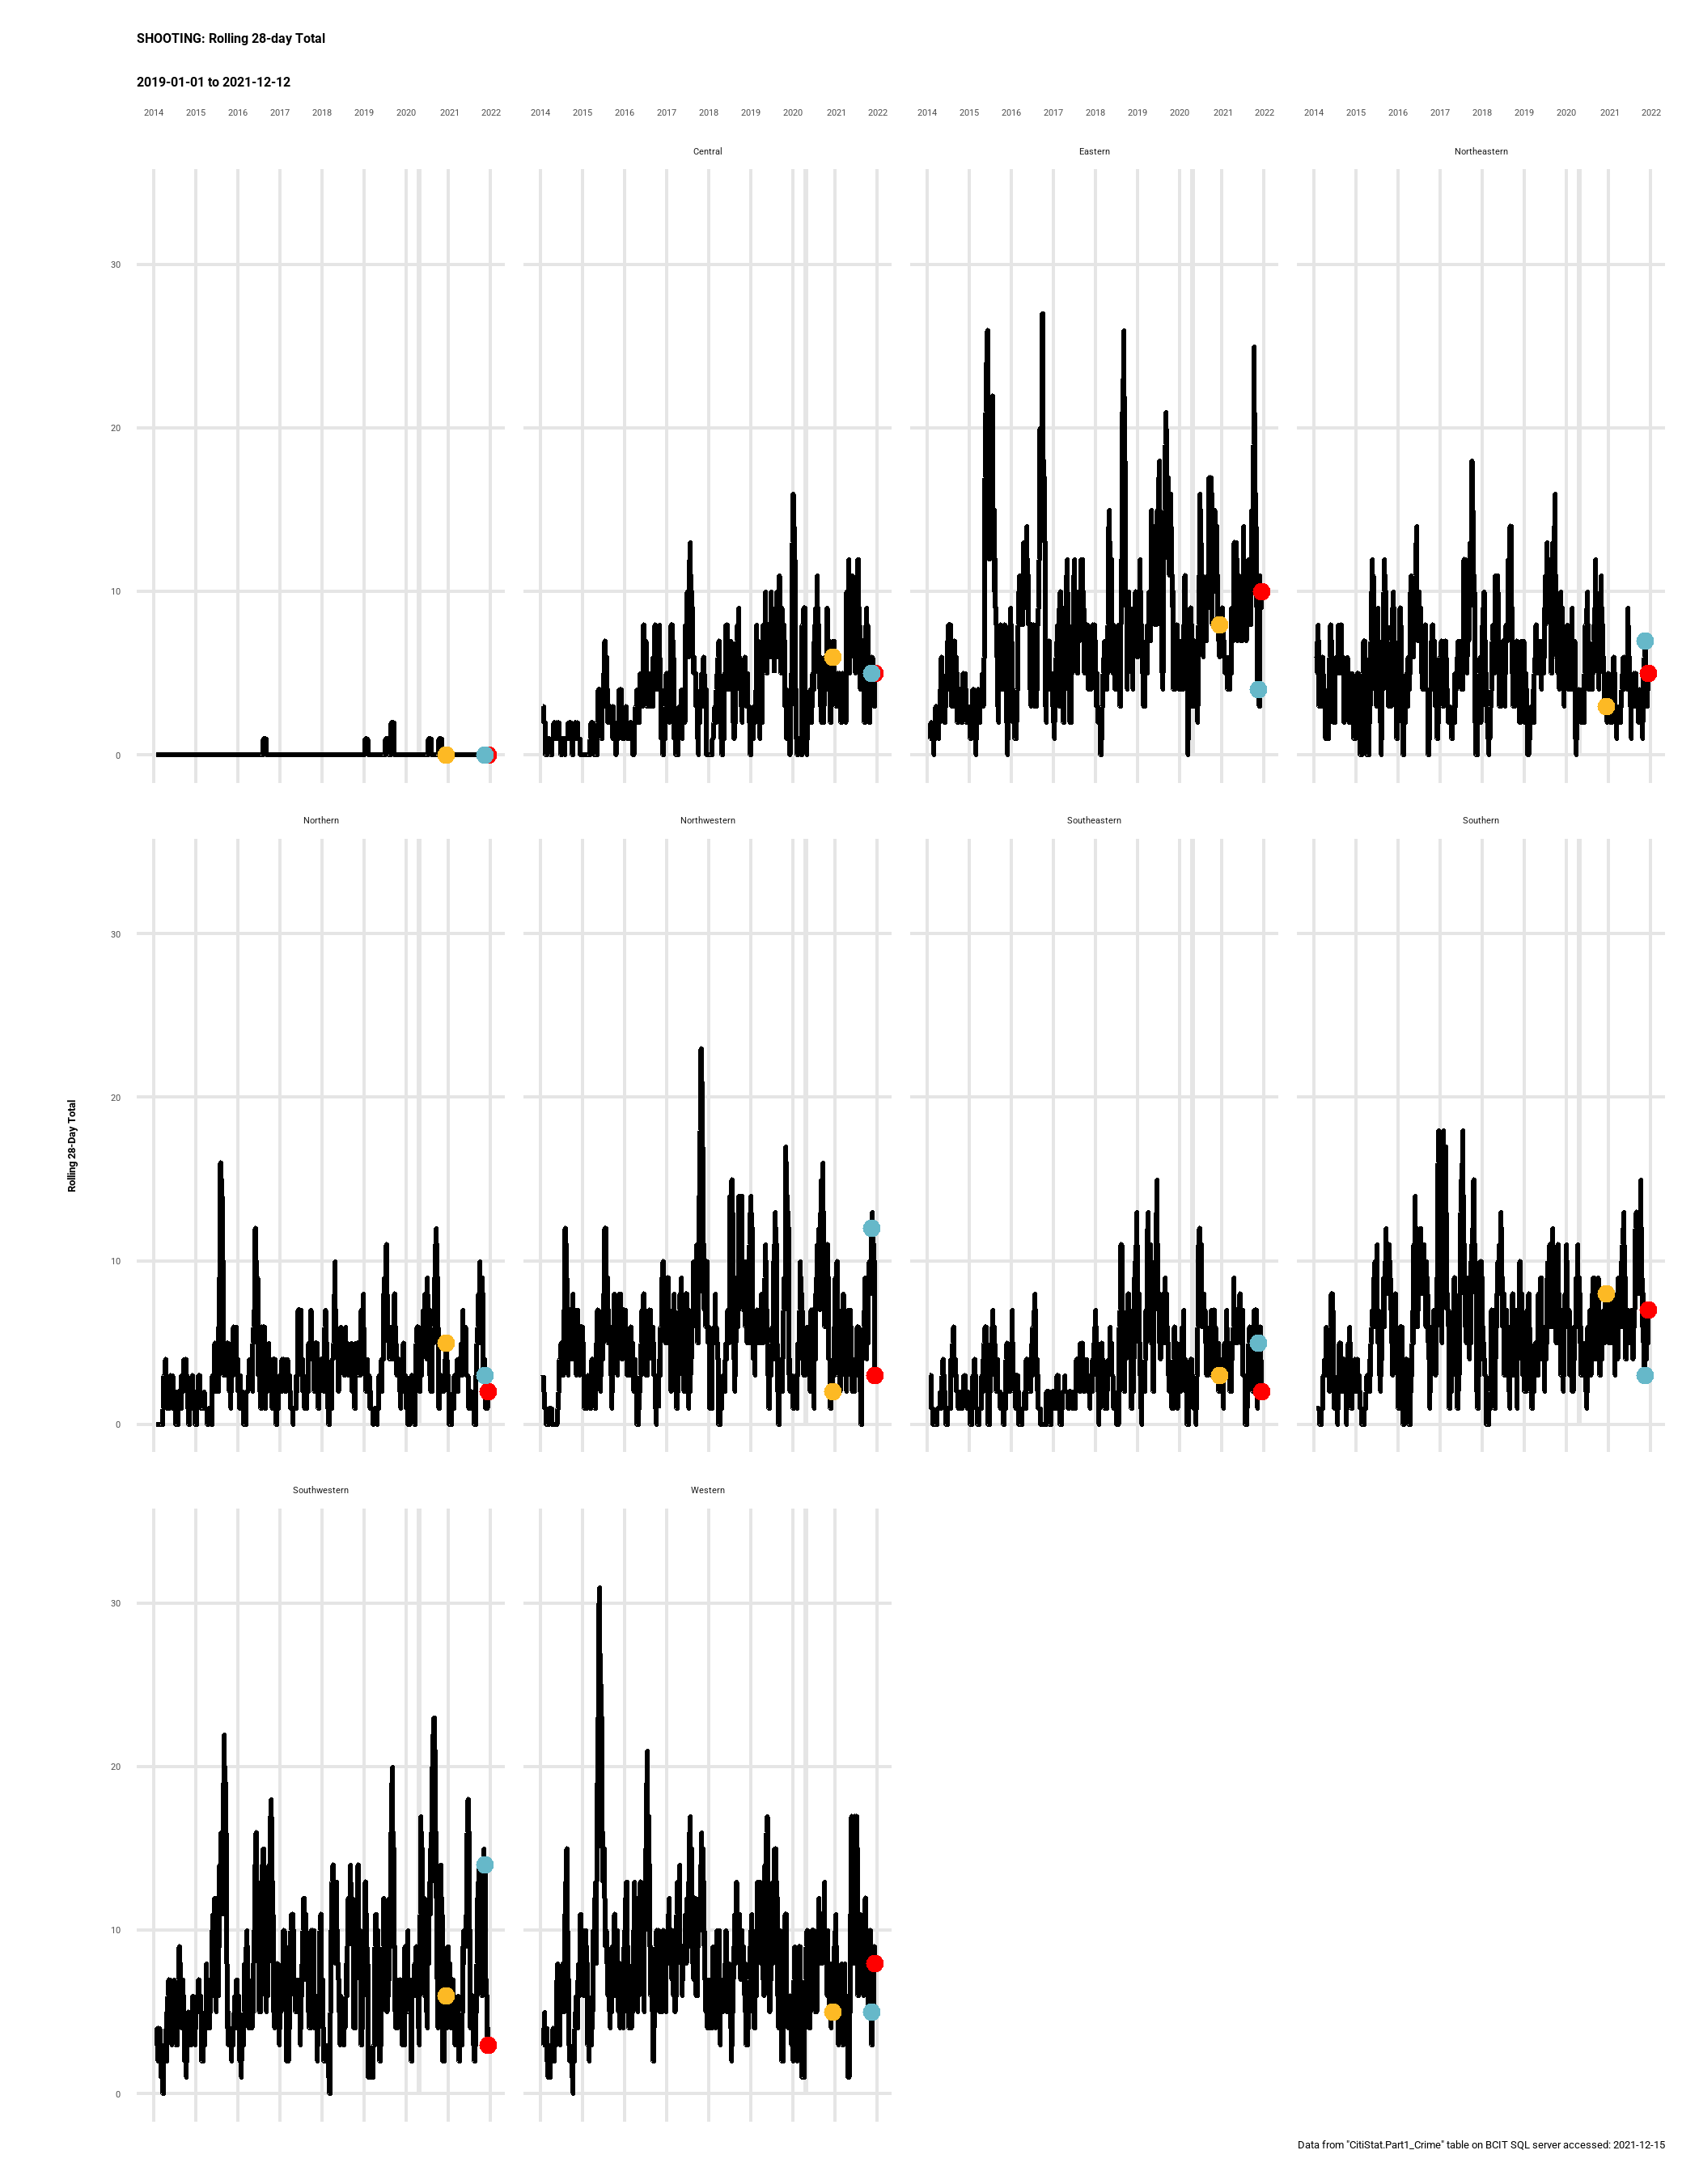 SHOOTING: Rolling 28-day Total
2019-01-01 to 2021-12-12
2014 2015 2016 2017 2018 2019 2020 2021 2022 2014 2015 2016 2017 2018 2019 2020 2021 2022 2014 2015 2016 2017 2018 2019 2020 2021 2022 2014 2015 2016 2017 2018 2019 2020 2021 2022
Central Eastern Northeastern
30
20
10
0
Northern Northwestern Southeastern Southern
30
20
10
0
Rolling 28-Day Total
Southwestern Western
30
20
10
0
Data from "CitiStat.Part1_Crime" table on BCIT SQL server accessed: 2021-12-15